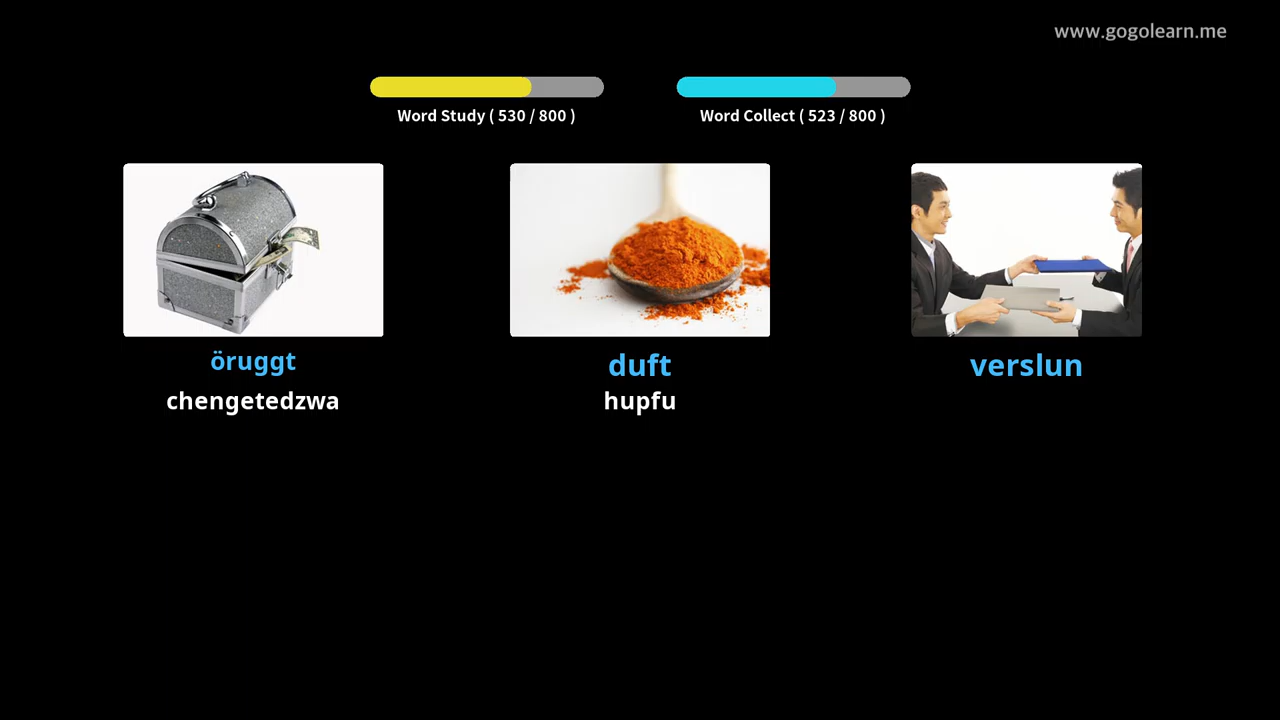 www.gogolearn.me
Word Study ( 530 / 800 )
Word Collect ( 523 / 800 )
öruggt
duft
verslun
chengetedzwa
hupfu